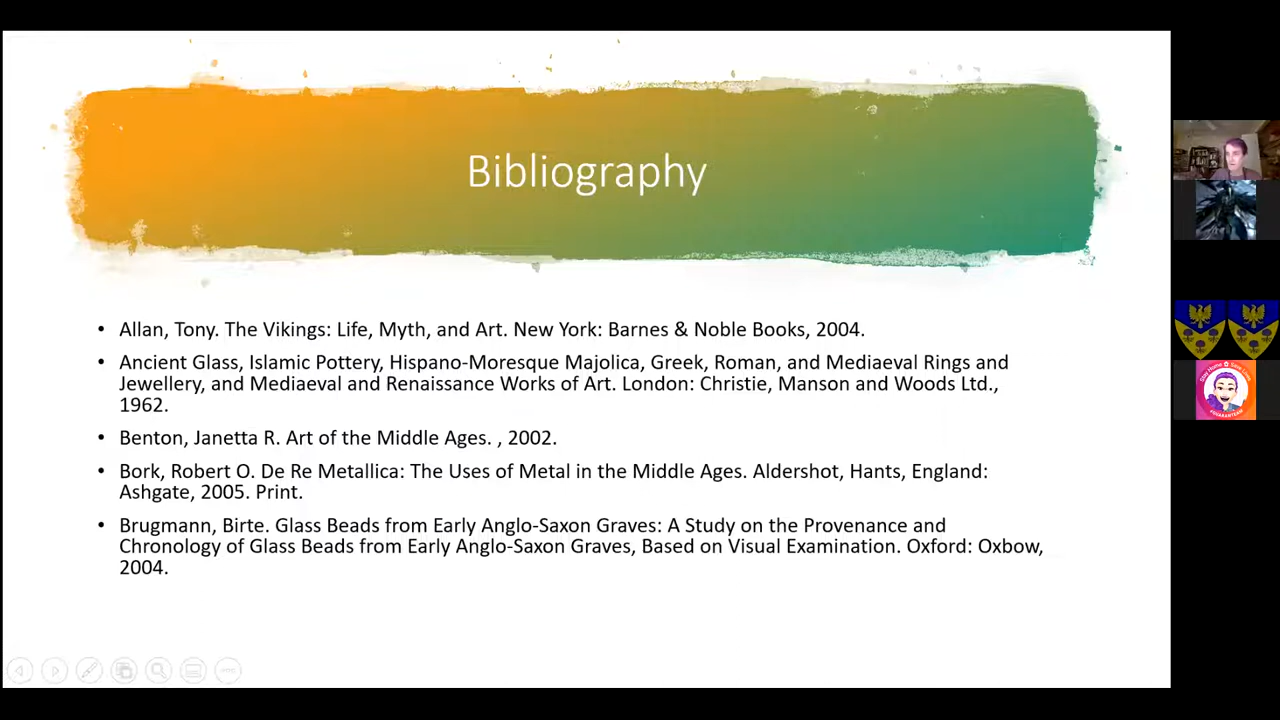 Bibliography
• Allan, Tony. The Vikings: Life, Myth, and Art. New York: Barnes & Noble Books, 2004.
• Ancient Glass, Islamic Pottery, Hispano-Moresque Majolica, Greek, Roman, and Mediaeval Rings and
Jewellery, and Mediaeval and Renaissance Works of Art. London: Christie, Manson and Woods Ltd.,
1962.
• Benton, Janetta R. Art of the Middle Ages. , 2002.
• Bork, Robert O. De Re Metallica: The Uses of Metal in the Middle Ages. Aldershot, Hants, England:
Ashgate, 2005. Print.
• Brugmann, Birte. Glass Beads from Early Anglo-Saxon Graves: A Study on the Provenance and
Chronology of Glass Beads from Early Anglo-Saxon Graves, Based on Visual Examination. Oxford: Oxbow,
2004.
Stay Home Save Lives